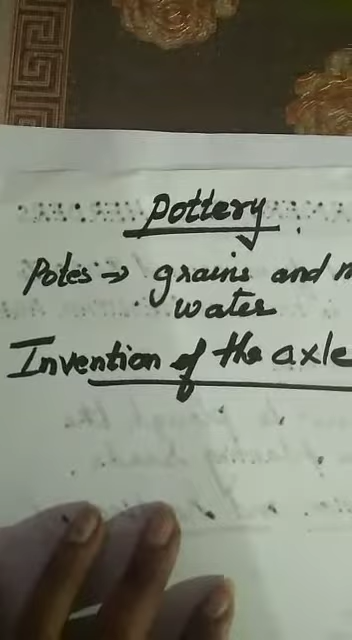 Pottery
Potes → grains and
water
Invention of the axle